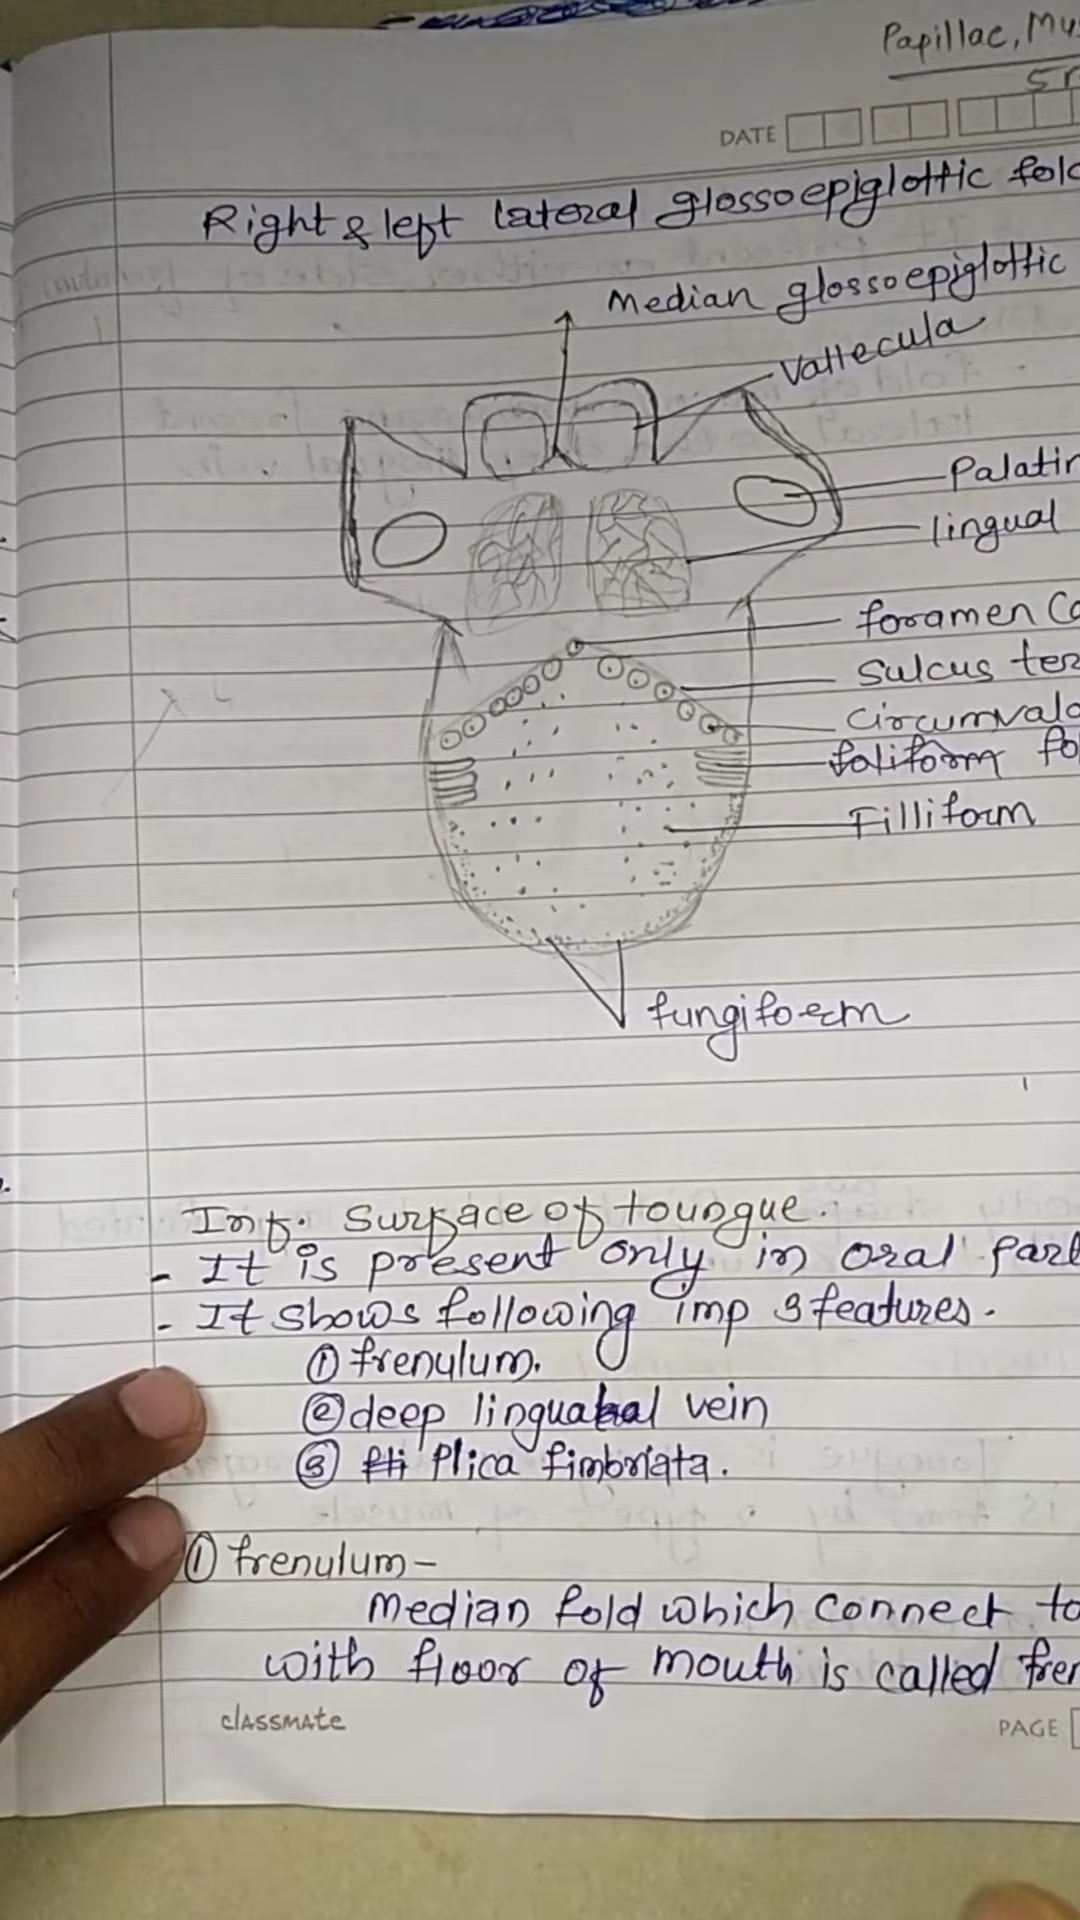 Papillae, Mu
DATE
Right & left lateral glossoepiglottic fold
Median glossoepiglottic
Vallecula
Palatin
lingual
foramen Ca
Sulcus ter
Circumvala
foliform fo
Filliform
fungiform
Inf. Surface of toungue.
- It is present only in oral part
- It shows following imp 3 features.
① frenulum.
② deep lingual vein
③ Plica fimbriata.
① frenulum -
Median fold which connect to
with floor of mouth is called fren
classmate
PAGE